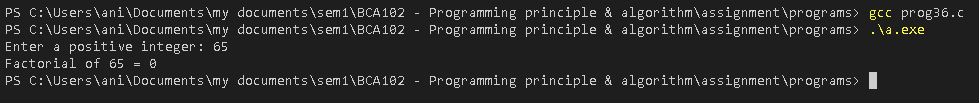 PS C:\Users\ani\Documents\my documents\sem1\BCA102 - Programming principle & algorithm\assignment\programs> gcc prog36.c
PS C:\Users\ani\Documents\my documents\sem1\BCA102 - Programming principle & algorithm\assignment\programs> .\a.exe
Enter a positive integer: 65
Factorial of 65 = 0
PS C:\Users\ani\Documents\my documents\sem1\BCA102 - Programming principle & algorithm\assignment\programs>